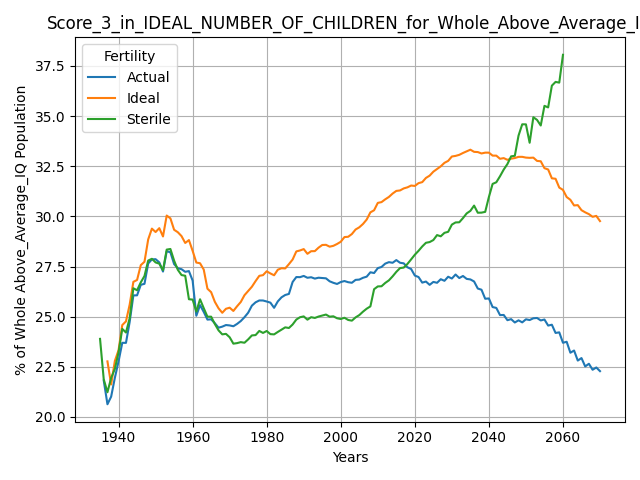 Score_3_in_IDEAL_NUMBER_OF_CHILDREN_for_Whole_Above_Average_I
Fertility
Actual
Ideal
Sterile
% of Whole Above_Average_IQ Population
37.5
35.0
32.5
30.0
27.5
25.0
22.5
20.0
1940 1960 1980 2000 2020 2040 2060
Years